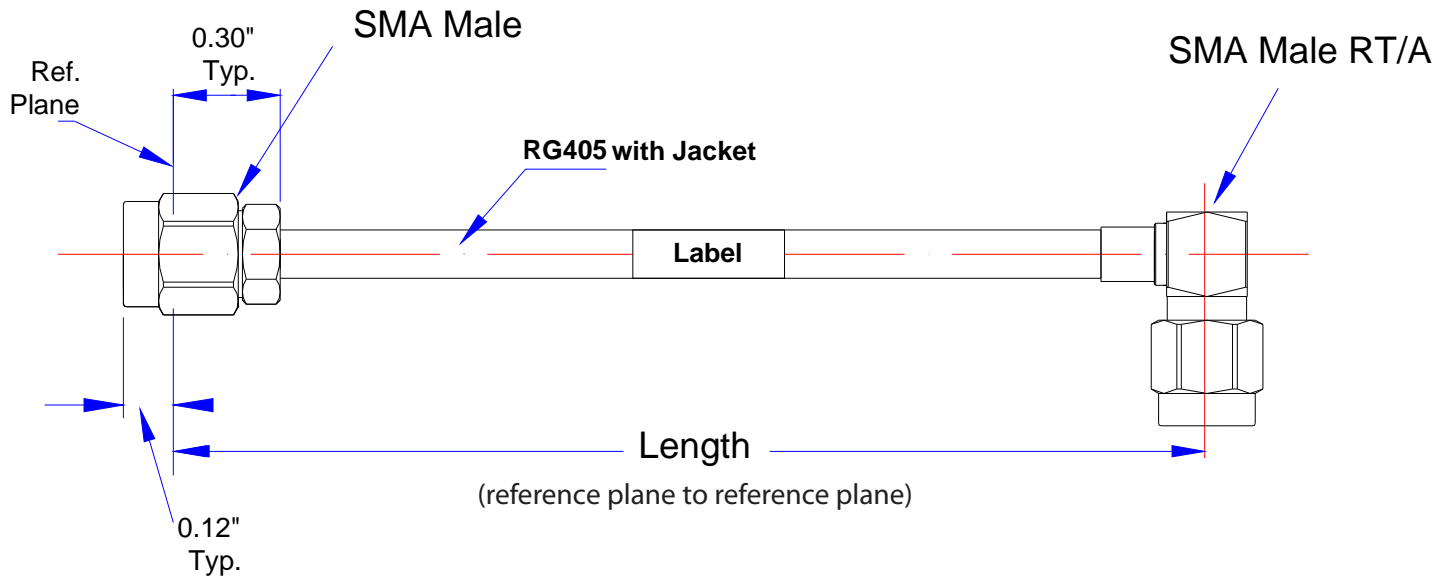 SMA Male
0.30"
Typ.
SMA Male RT/A
Ref.
Plane
RG405 with Jacket
Label
Length
(reference plane to reference plane)
0.12"
Typ.